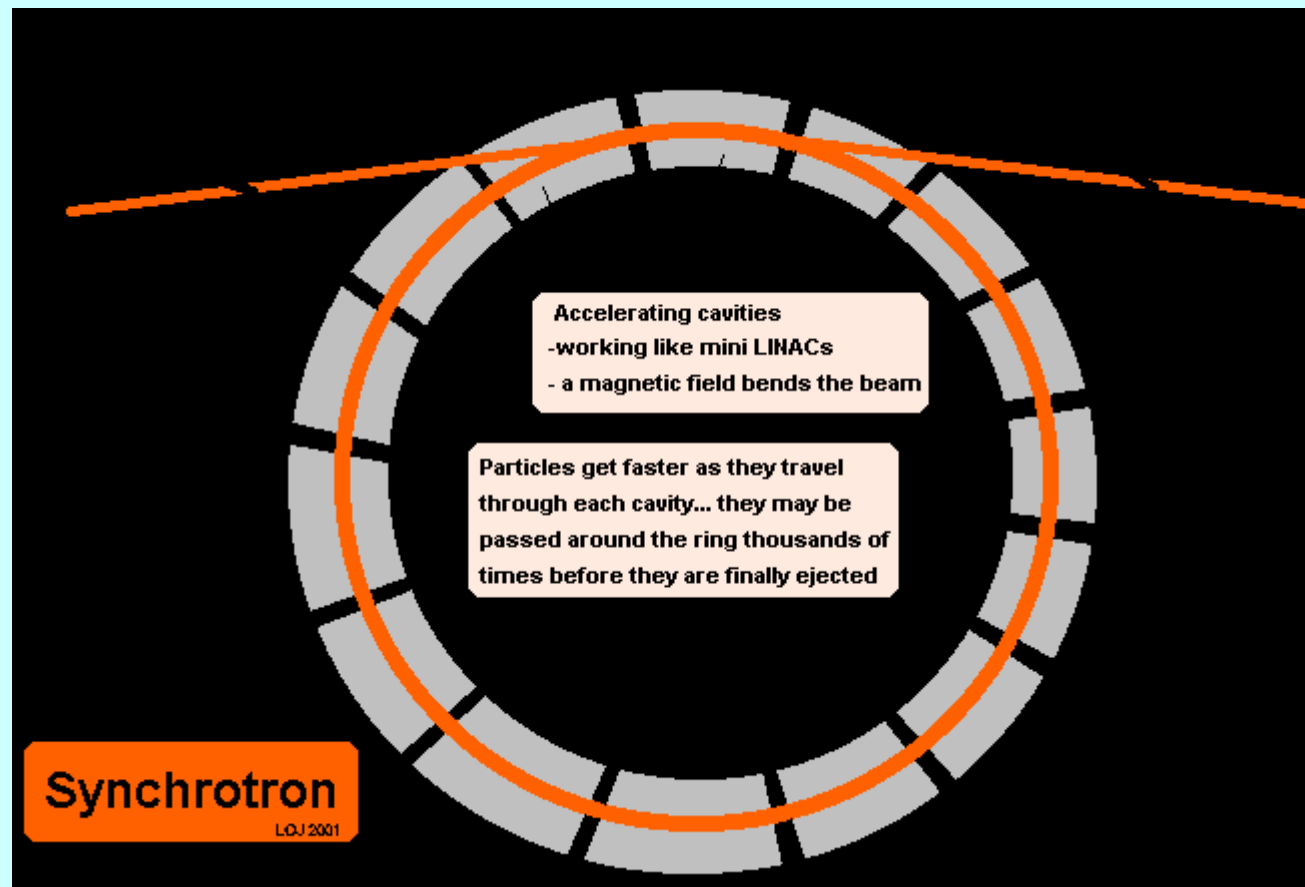 Accelerating cavities
-working like mini LINACs
- a magnetic field bends the beam
Particles get faster as they travel
through each cavity... they may be
passed around the ring thousands of
times before they are finally ejected
Synchrotron
LOJ 2001